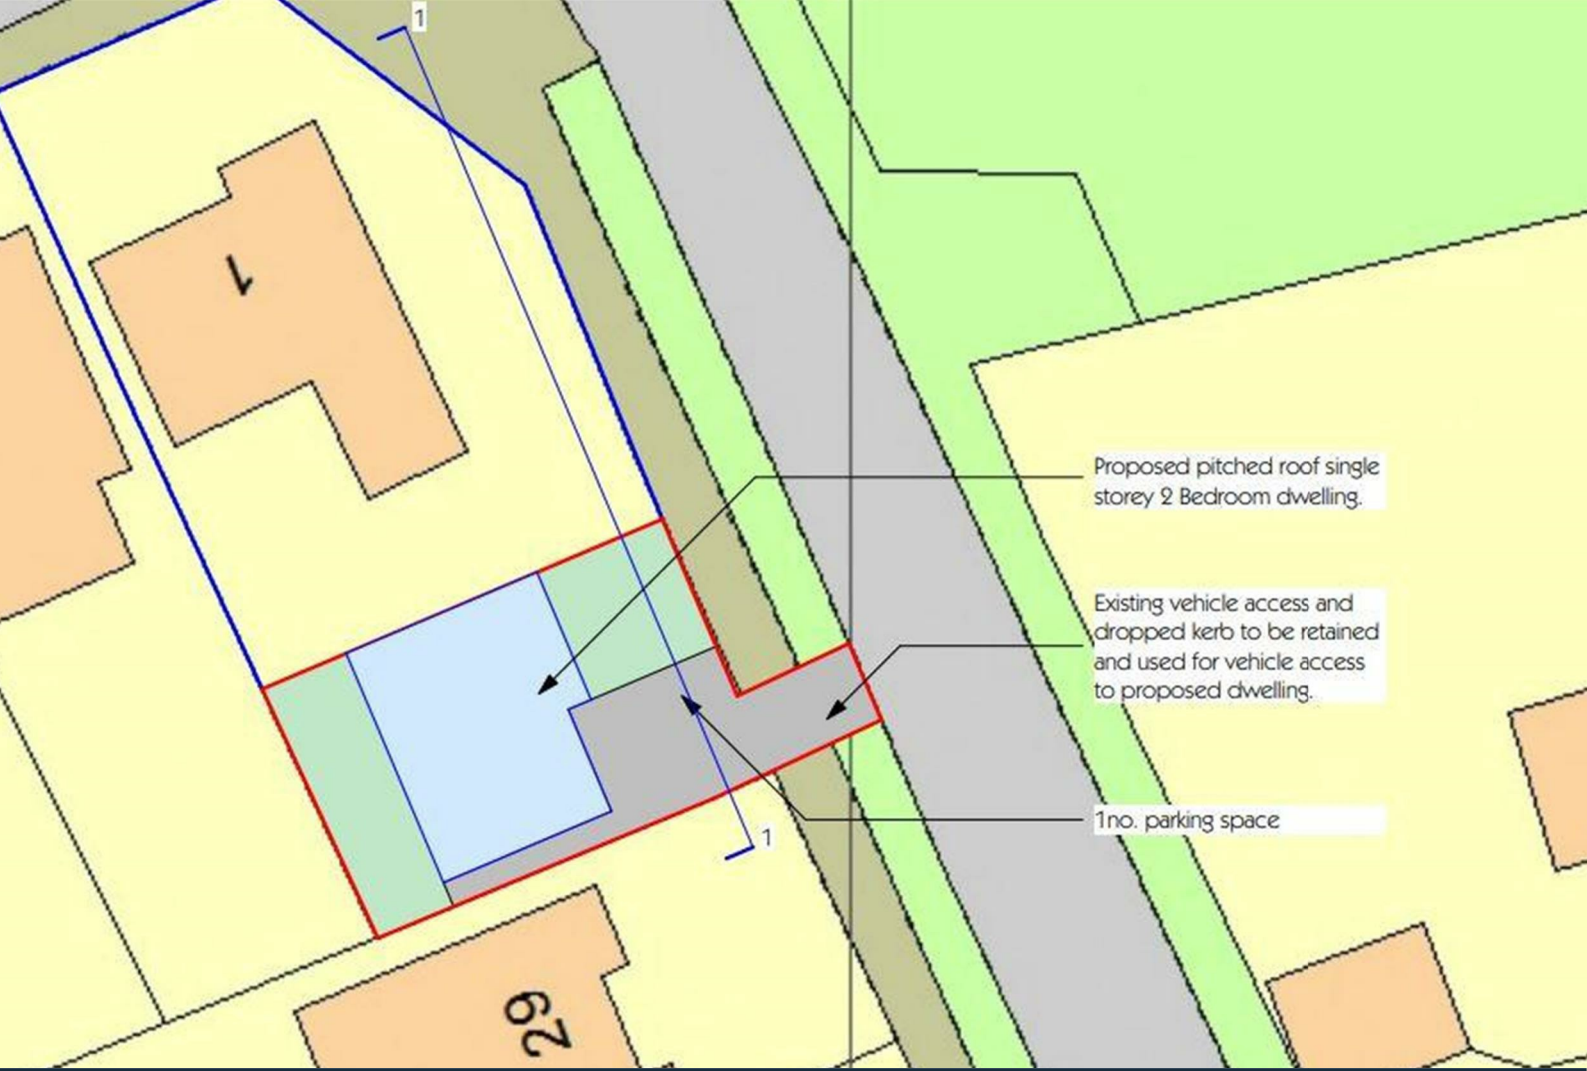 1
1
Proposed pitched roof single
storey 2 Bedroom dwelling.
Existing vehicle access and
dropped kerb to be retained
and used for vehicle access
to proposed dwelling.
1no. parking space
1
29